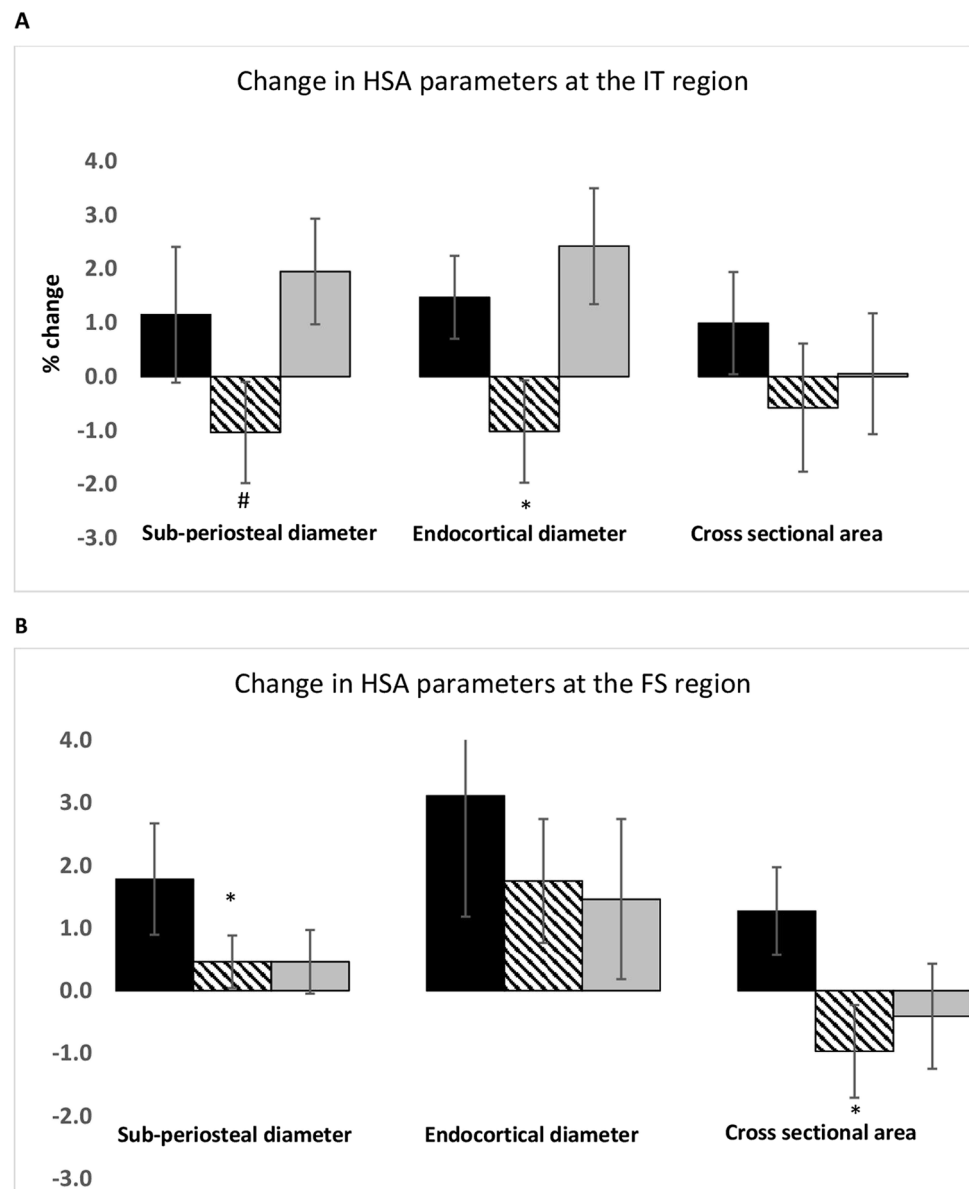 A
Change in HSA parameters at the IT region
4.0
3.0
2.0
1.0
0.0
-1.0
-2.0
-3.0
% change
#
*
Sub-periosteal diameter
Endocortical diameter
Cross sectional area
B
Change in HSA parameters at the FS region
4.0
3.0
2.0
1.0
0.0
-1.0
-2.0
-3.0
*
*
Sub-periosteal diameter
Endocortical diameter
Cross sectional area